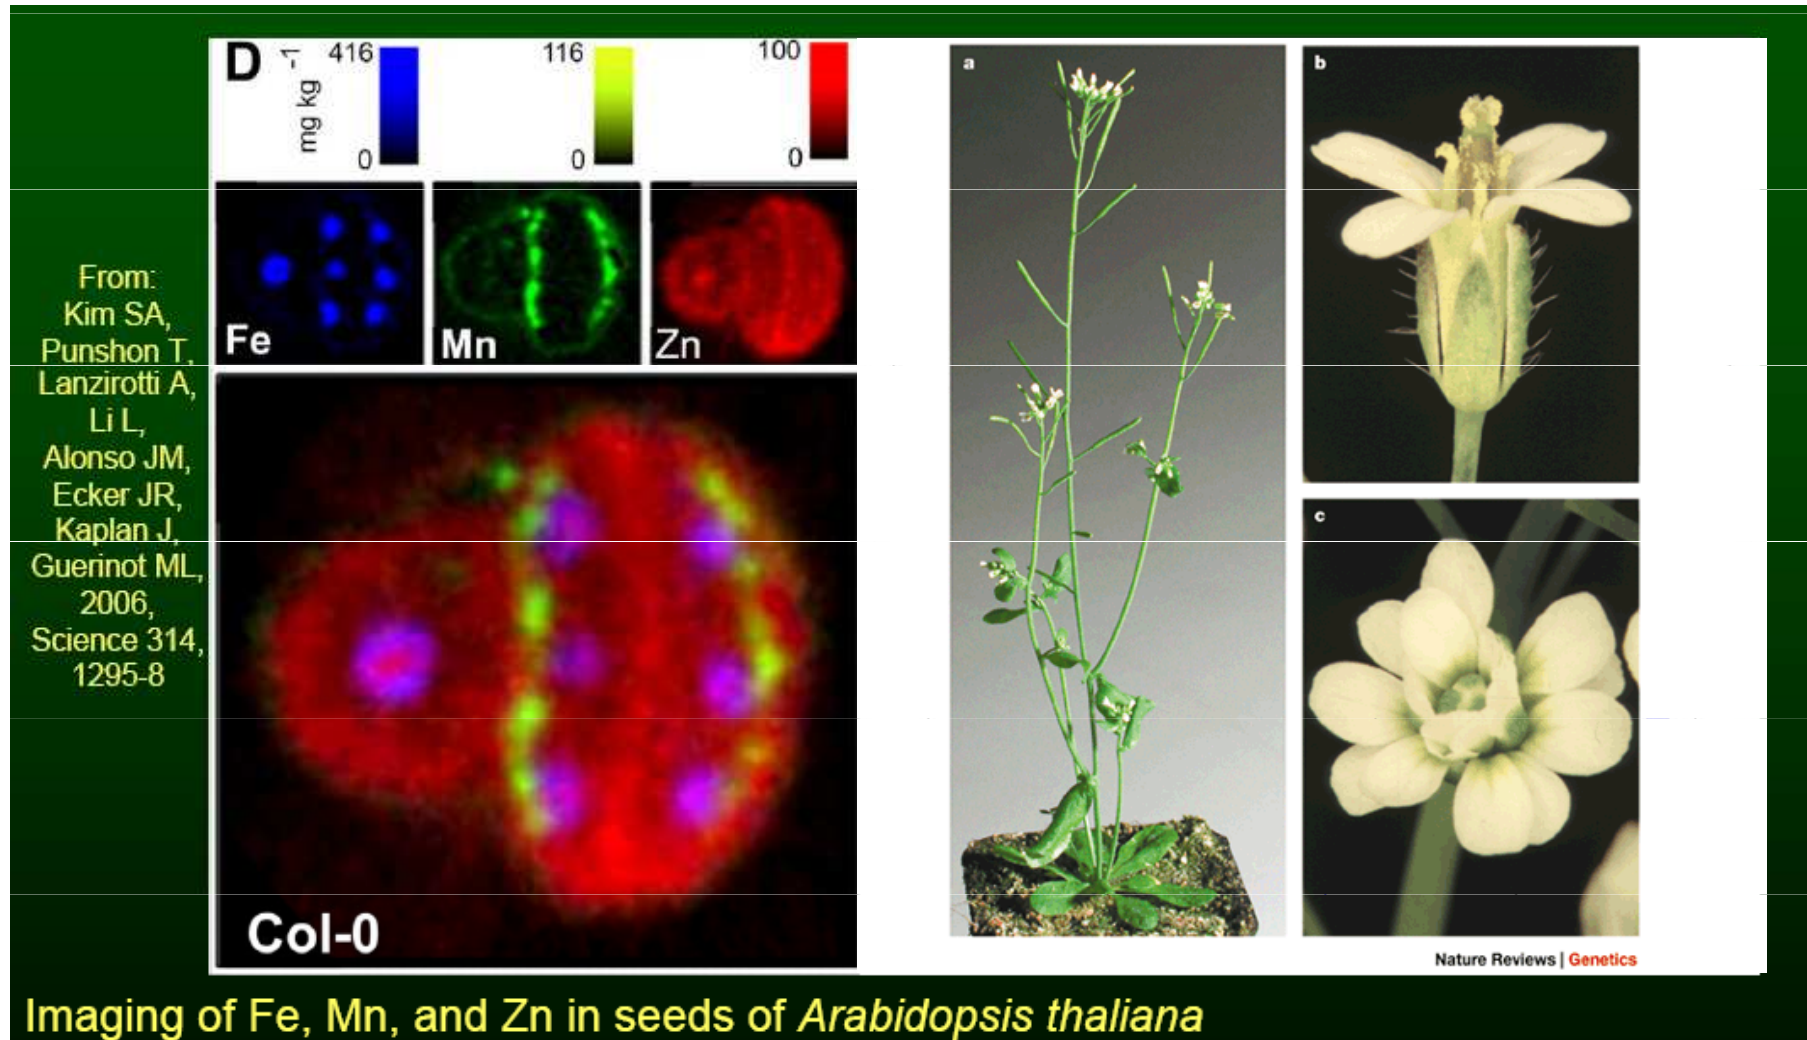 D
mg kg -1
416
0
116
0
100
0
Fe
Mn
Zn
Col-0
From:
Kim SA,
Punshon T,
Lanzirotti A,
Li L,
Alonso JM,
Ecker JR,
Kaplan J,
Guerinot ML,
2006,
Science 314,
1295-8
a
b
c
Nature Reviews | Genetics
Imaging of Fe, Mn, and Zn in seeds of Arabidopsis thaliana